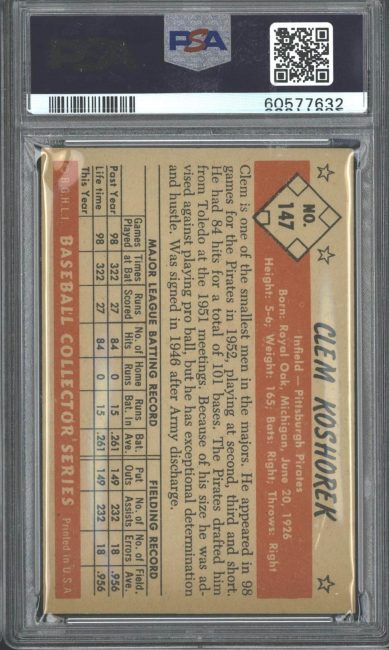 PSA
60577632
NO.
147
CLEM KOSHOREK
Infield — Pittsburgh Pirates
Born: Royal Oak, Michigan, June 20, 1926
Height: 5-6; Weight: 165; Bats: Right; Throws: Right
Clem is one of the smallest men in the majors. He appeared in 98
games for the Pirates in 1952, playing at second, third and short.
He had 84 hits for a total of 101 bases. The Pirates drafted him
from Toledo at the 1951 meetings. Because of his size he was ad-
vised against playing pro ball, but he has exceptional determination
and hustle. Was signed in 1946 after Army discharge.
MAJOR LEAGUE BATTING RECORD FIELDING RECORD
Games Times Runs No. of Home Runs Bat. Put No. of No. of Field.
Played at Bat Scored Hits Runs Bat. In Ave. Outs Assists Errors Ave.
Past Year 98 322 27 84 0 15 .261 149 232 18 .956
Life time 98 322 27 84 0 15 .261 149 232 18 .956
This Year
BASEBALL COLLECTOR SERIES
Printed in U.S.A